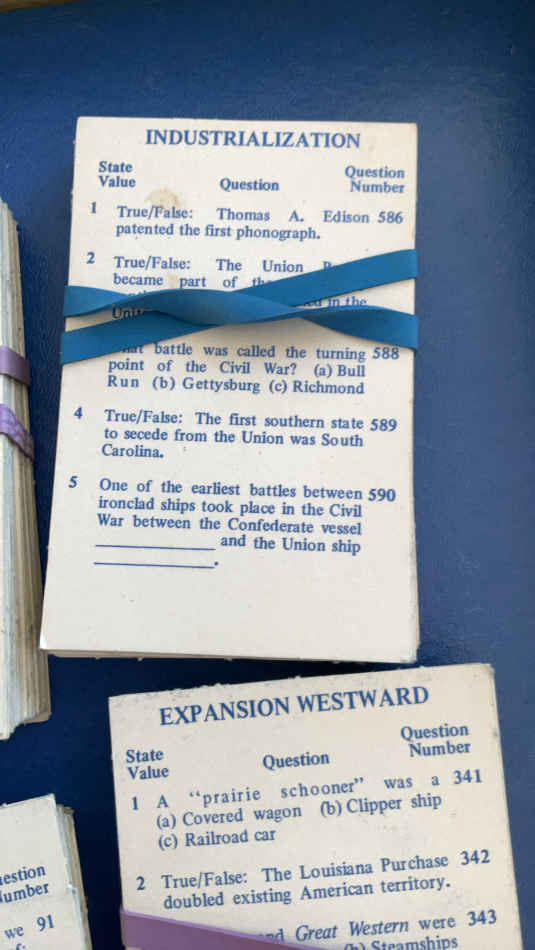 INDUSTRIALIZATION
State Value Question Question Number
1 True/False: Thomas A. Edison 586
patented the first phonograph.
2 True/False: The Union
became part of
in the
battle was called the turning 588
point of the Civil War? (a) Bull
Run (b) Gettysburg (c) Richmond
4 True/False: The first southern state 589
to secede from the Union was South
Carolina.
5 One of the earliest battles between 590
ironclad ships took place in the Civil
War between the Confederate vessel
____________ and the Union ship
____________.
EXPANSION WESTWARD
State Value Question Question Number
1 A “prairie schooner” was a 341
(a) Covered wagon (b) Clipper ship
(c) Railroad car
2 True/False: The Louisiana Purchase 342
doubled existing American territory.
Great Western were 343
(b) Steamships
we 91